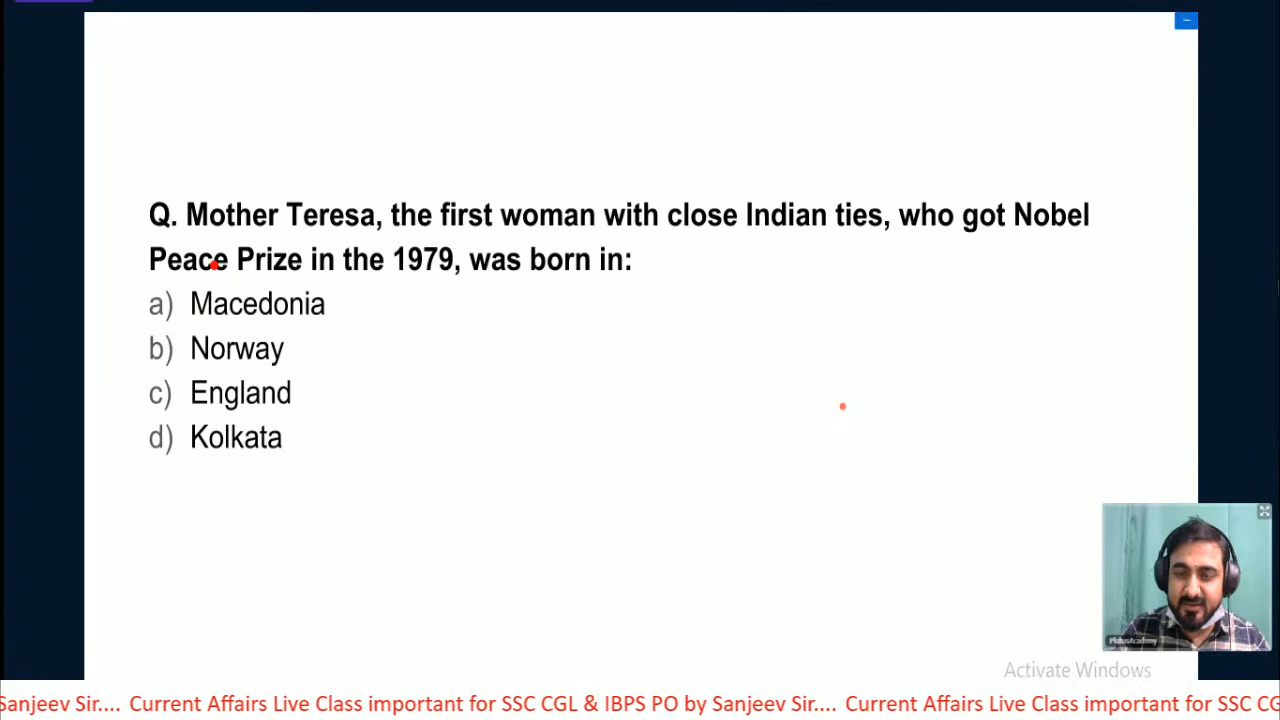 Q. Mother Teresa, the first woman with close Indian ties, who got Nobel
Peace Prize in the 1979, was born in:
a) Macedonia
b) Norway
c) England
d) Kolkata
PlutusAcademy
Activate Windows
Sanjeev Sir.... Current Affairs Live Class important for SSC CGL & IBPS PO by Sanjeev Sir.... Current Affairs Live Class important for SSC CG